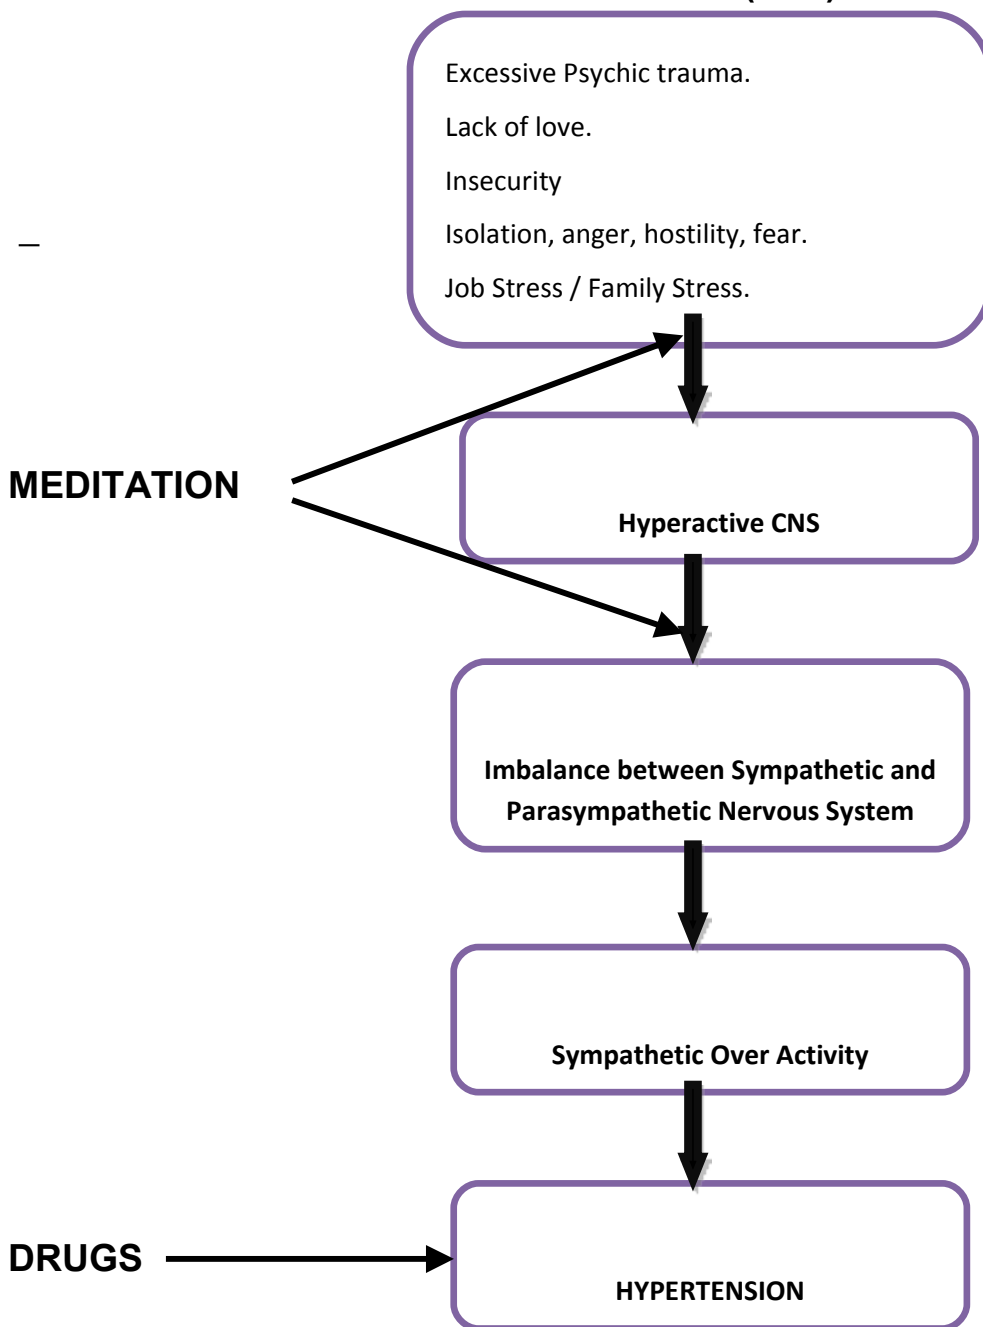 Excessive Psychic trauma.
Lack of love.
Insecurity
Isolation, anger, hostility, fear.
Job Stress / Family Stress.
MEDITATION
Hyperactive CNS
Imbalance between Sympathetic and
Parasympathetic Nervous System
Sympathetic Over Activity
DRUGS
HYPERTENSION